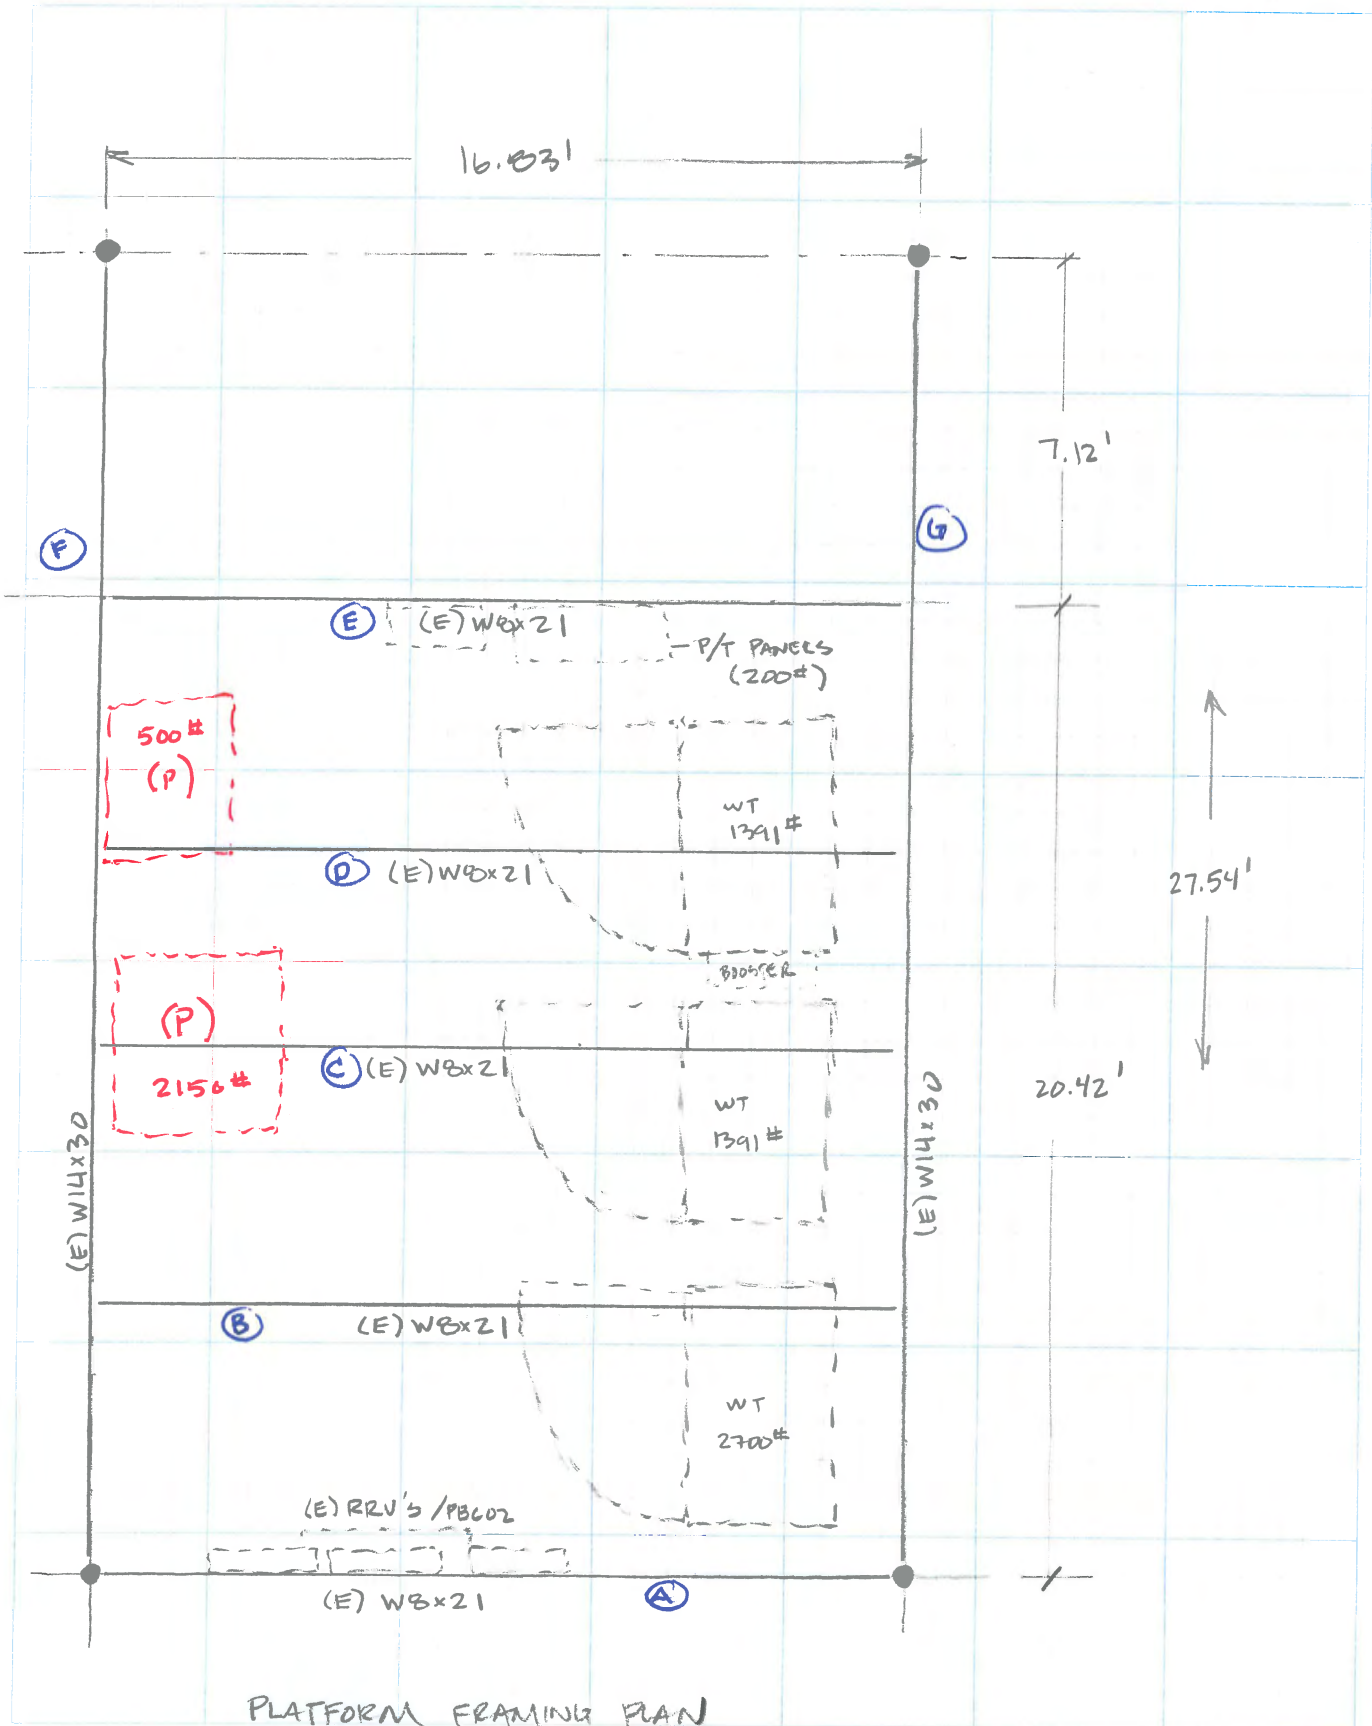 16.83'
7.12'
F
G
E (E) W8x21
P/T PANELS
(200#)
500#
(P)
WT
1391#
D (E) W8x21
27.54'
BOOSTER
(P)
C (E) W8x21
2150#
WT
1391#
20.42'
(E) W14x30
(E) W14x30
B (E) W8x21
WT
2700#
(E) RRU'S /PBC02
(E) W8x21 A
PLATFORM FRAMING PLAN